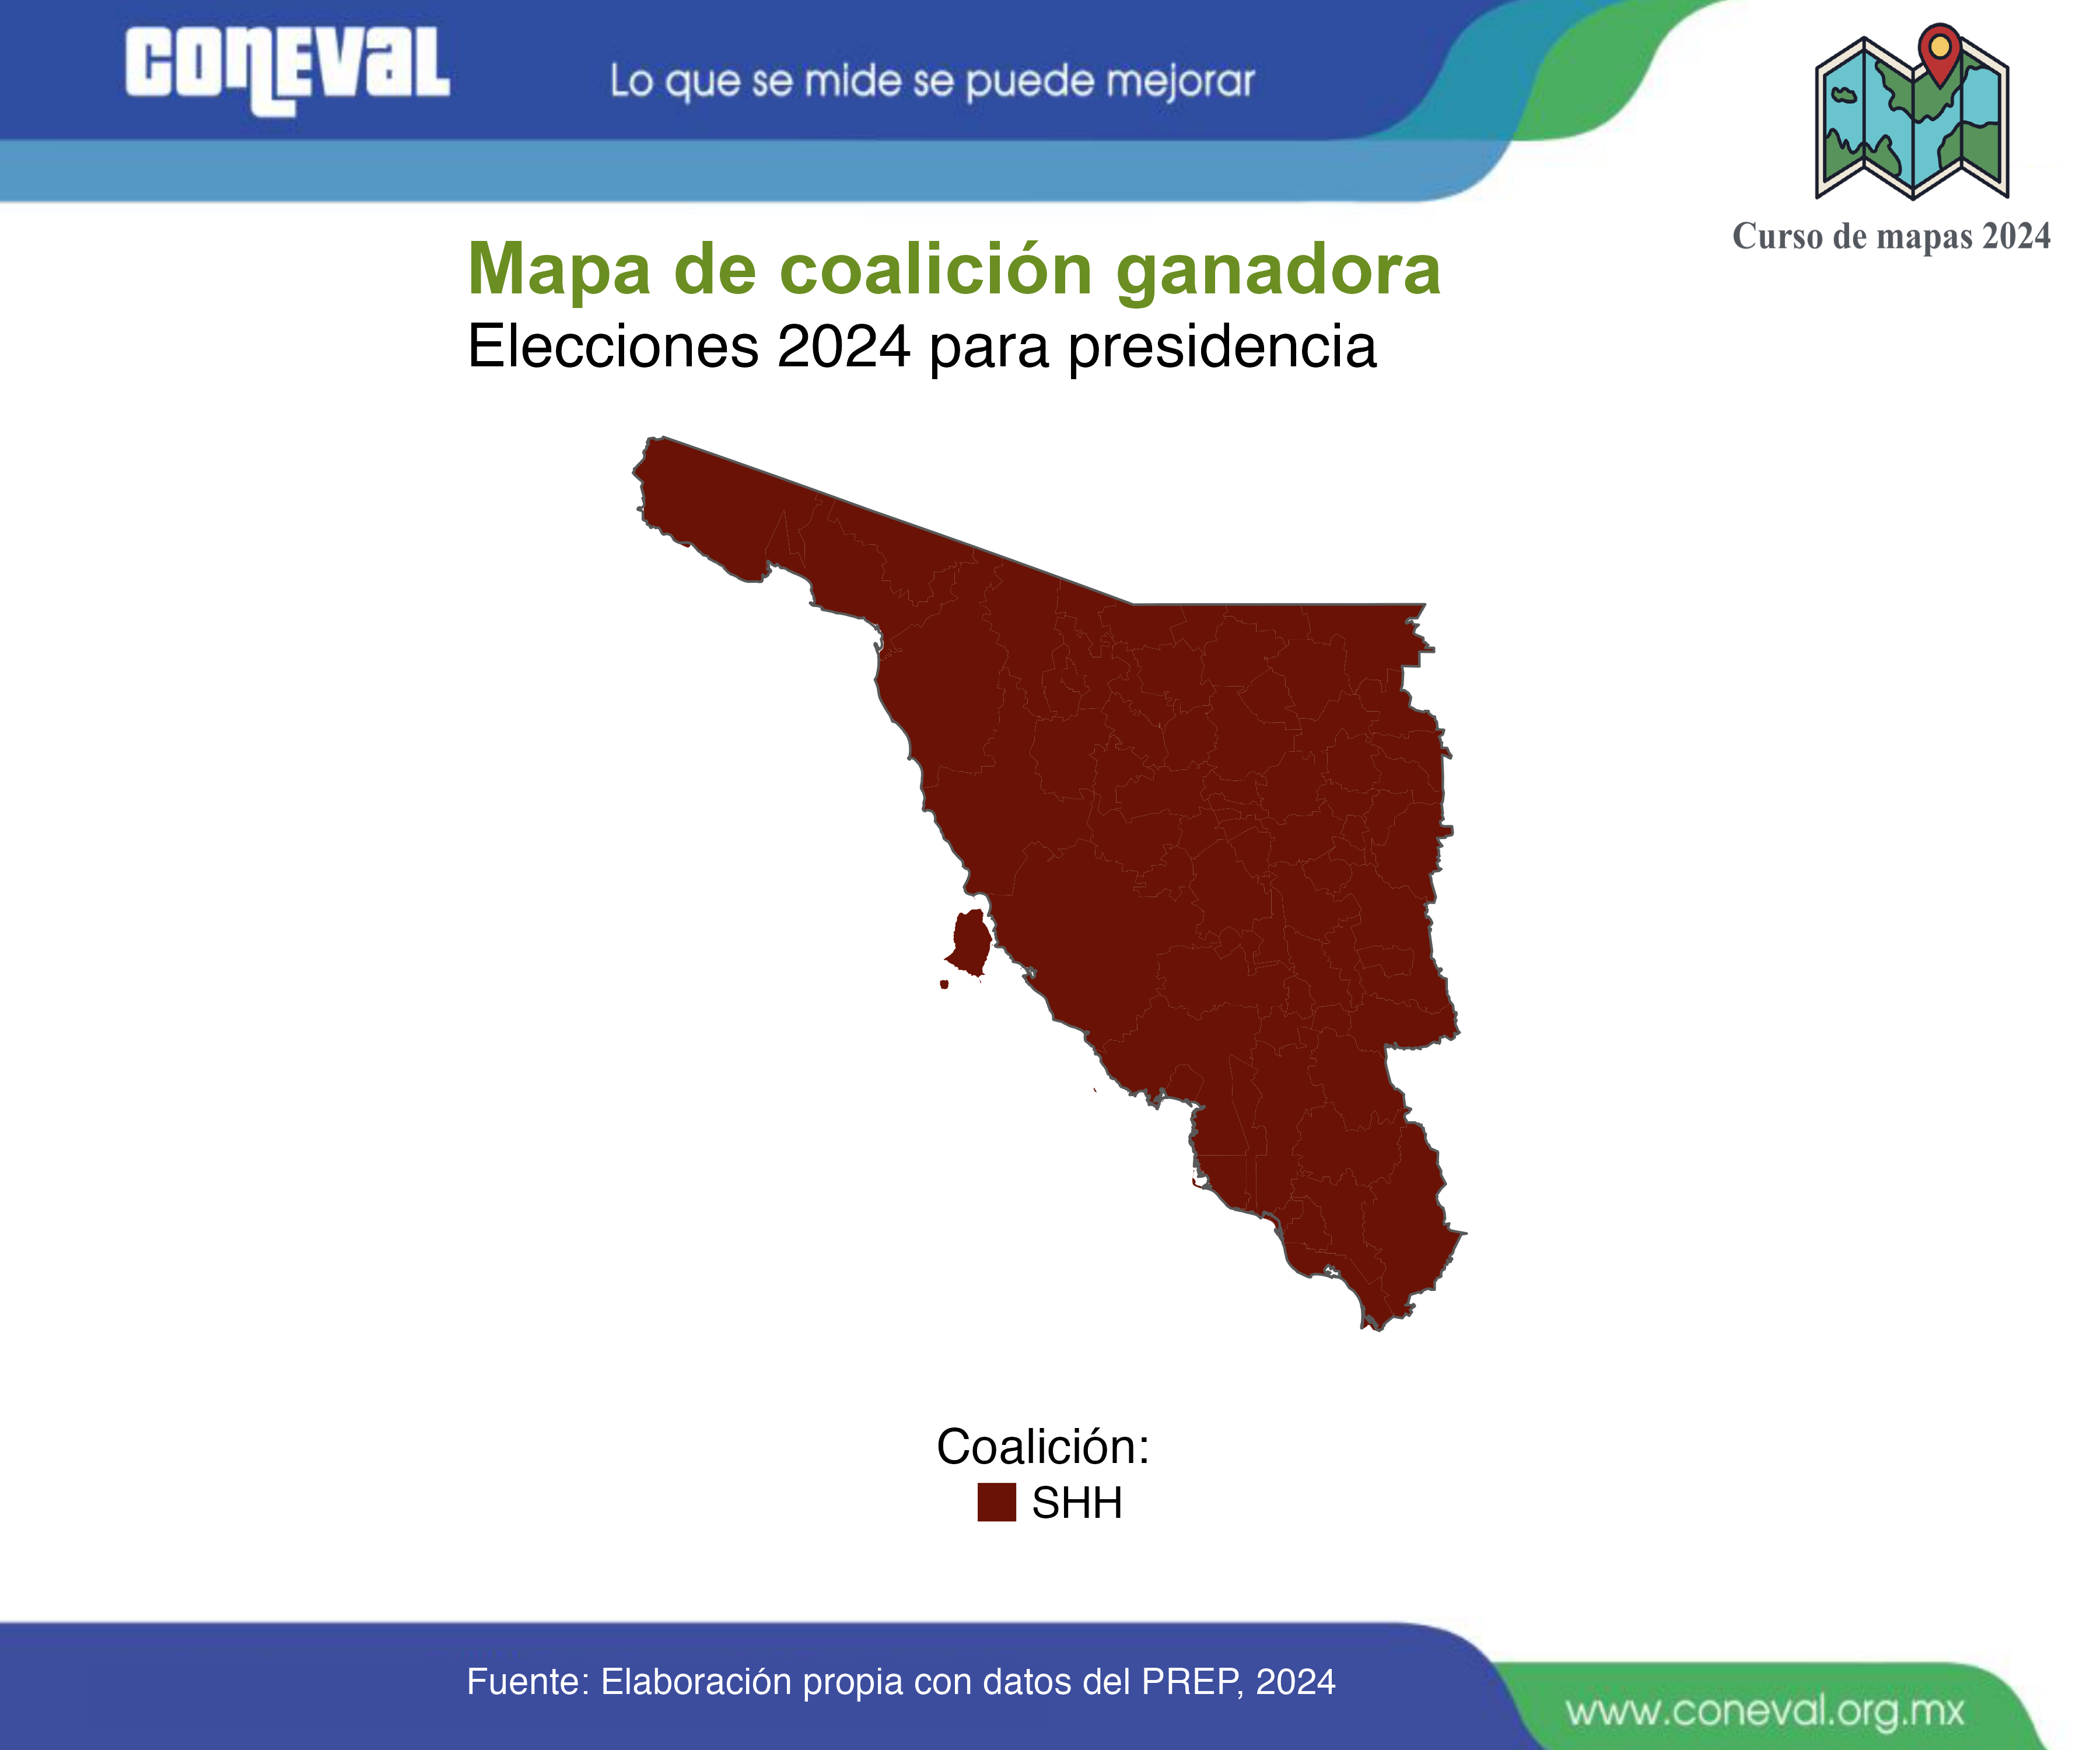 CONEVAL
Lo que se mide se puede mejorar
Curso de mapas 2024
Mapa de coalición ganadora
Elecciones 2024 para presidencia
Coalición:
SHH
Fuente: Elaboración propia con datos del PREP, 2024
www.coneval.org.mx